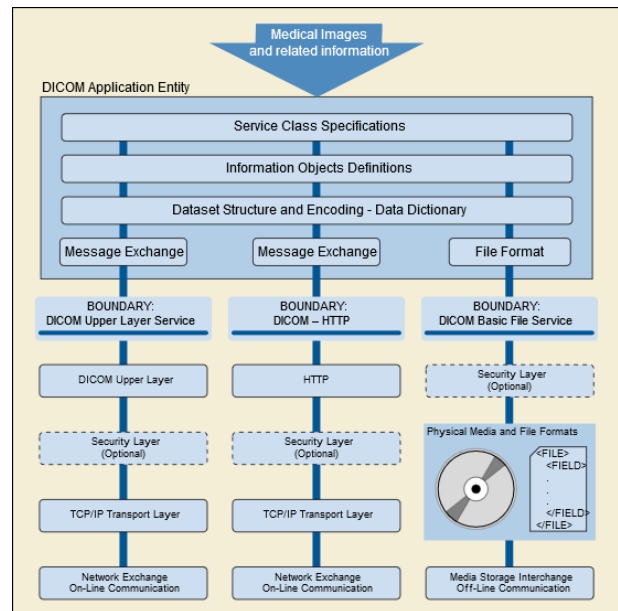 Medical Images
and related information
DICOM Application Entity
Service Class Specifications
Information Objects Definitions
Dataset Structure and Encoding - Data Dictionary
Message Exchange
Message Exchange
File Format
BOUNDARY:
DICOM Upper Layer Service
BOUNDARY:
DICOM – HTTP
BOUNDARY:
DICOM Basic File Service
DICOM Upper Layer
HTTP
Security Layer
(Optional)
Security Layer
(Optional)
Security Layer
(Optional)
Physical Media and File Formats
<FILE>
<FIELD>
.
.
.
</FIELD>
</FILE>
TCP/IP Transport Layer
TCP/IP Transport Layer
Network Exchange
On-Line Communication
Network Exchange
On-Line Communication
Media Storage Interchange
Off-Line Communication